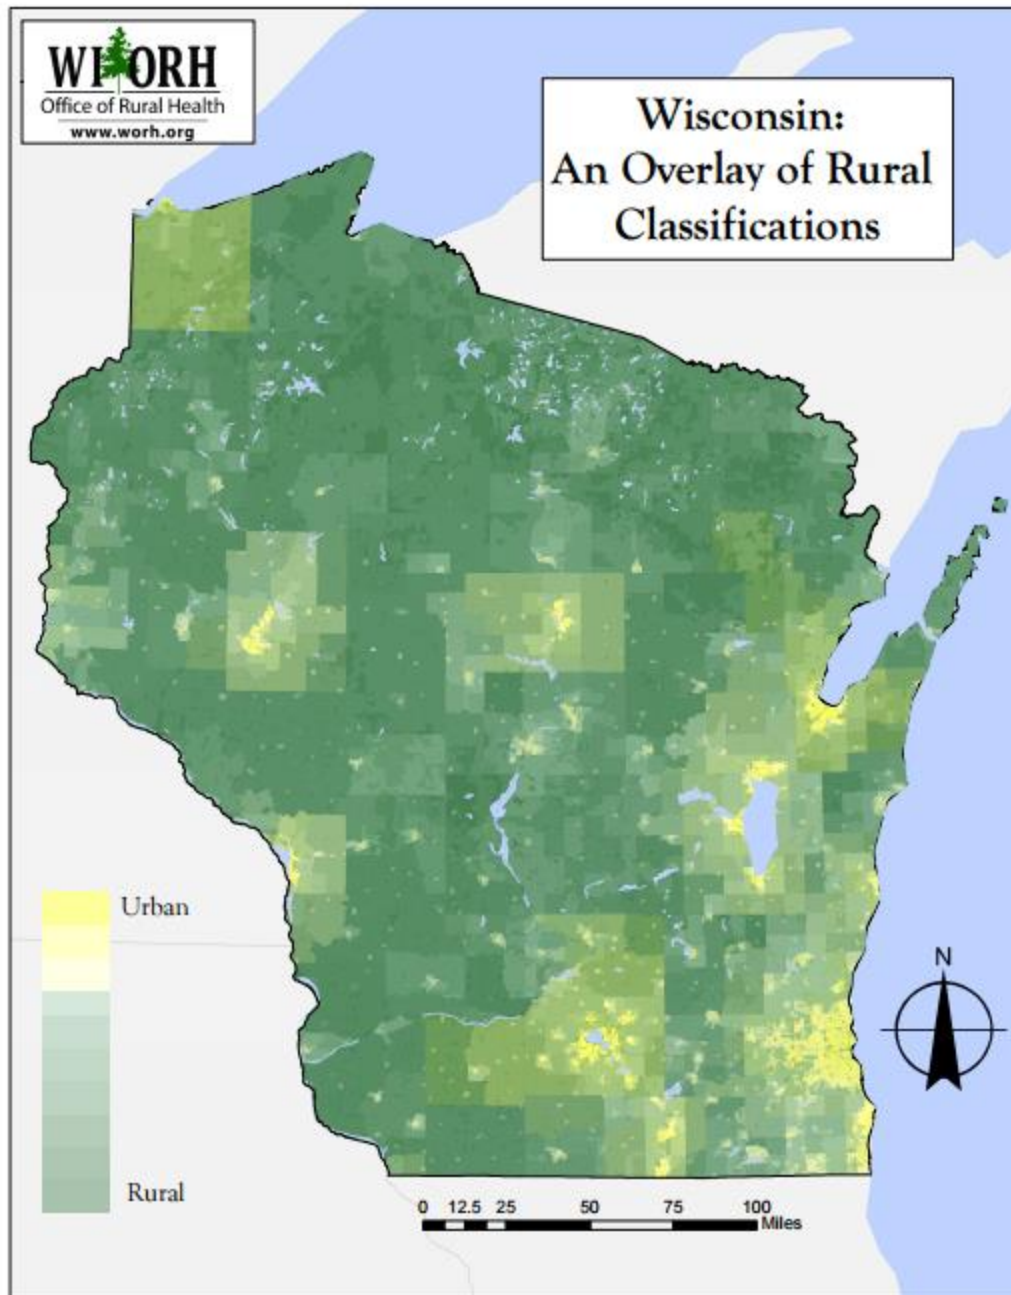 WI ORH
Office of Rural Health
www.worh.org
Wisconsin:
An Overlay of Rural
Classifications
Urban
Rural
N
0 12.5 25 50 75 100
Miles